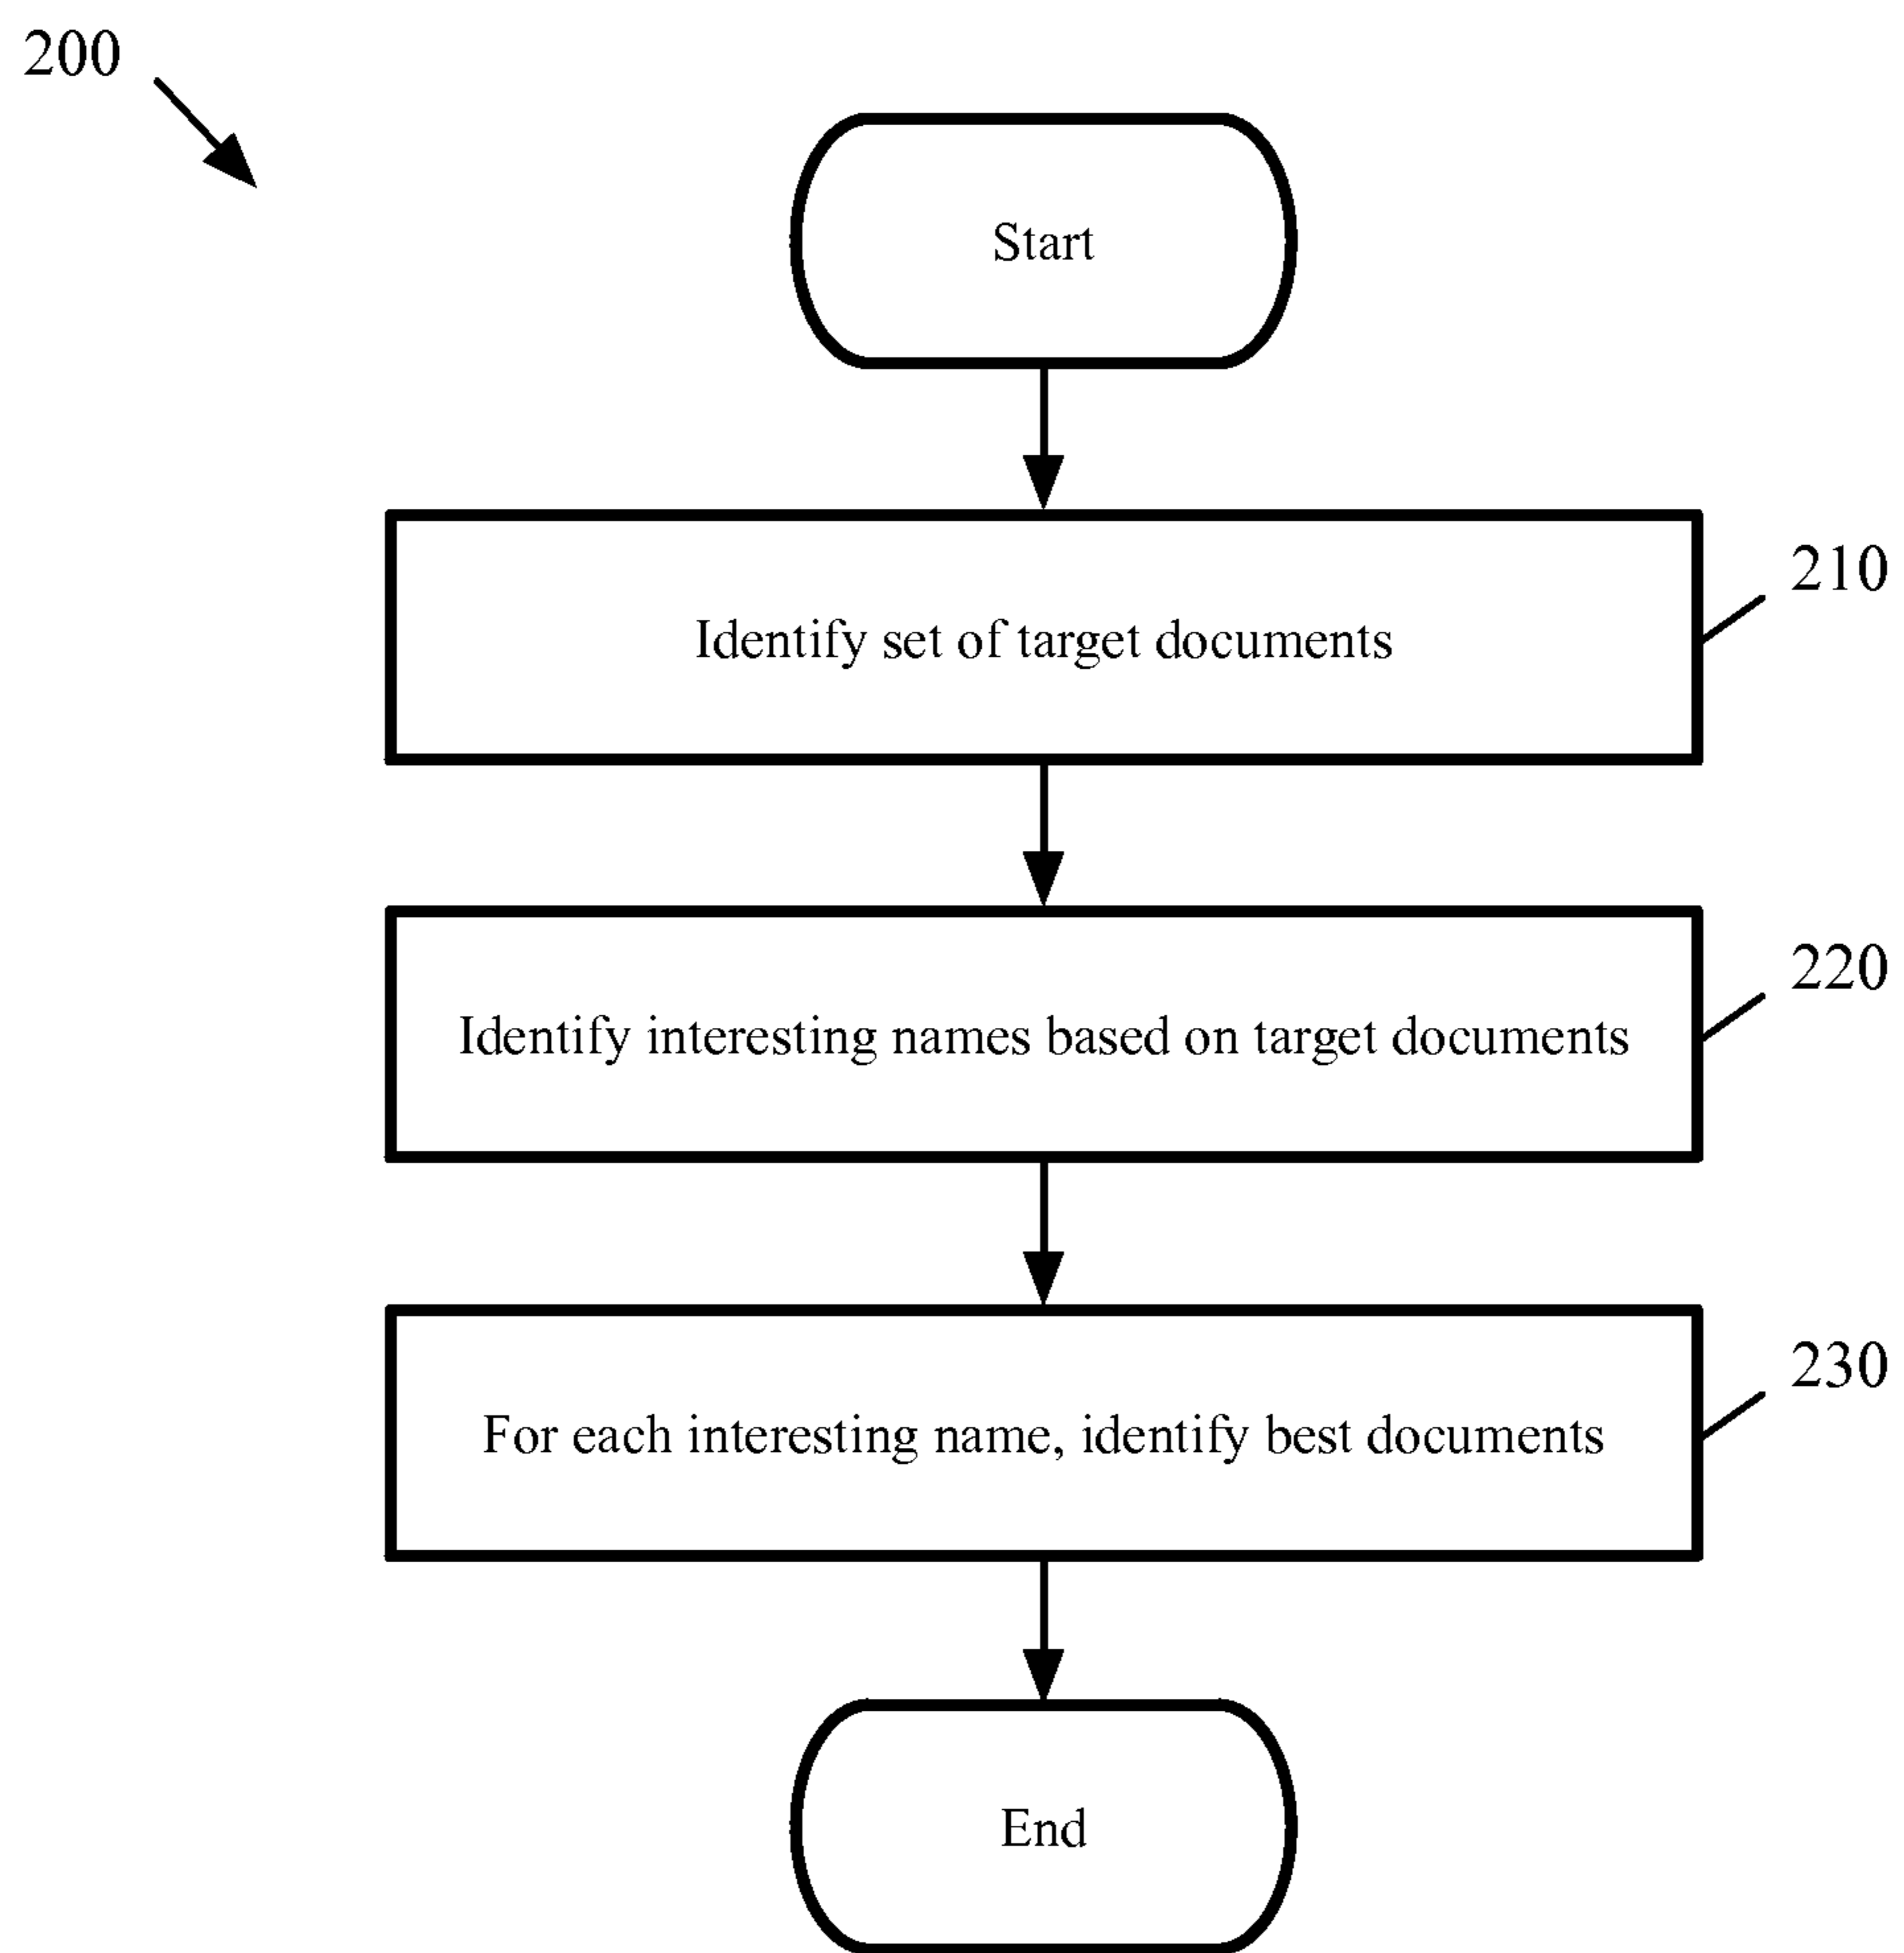 200
Start
210
Identify set of target documents
220
Identify interesting names based on target documents
230
For each interesting name, identify best documents
End